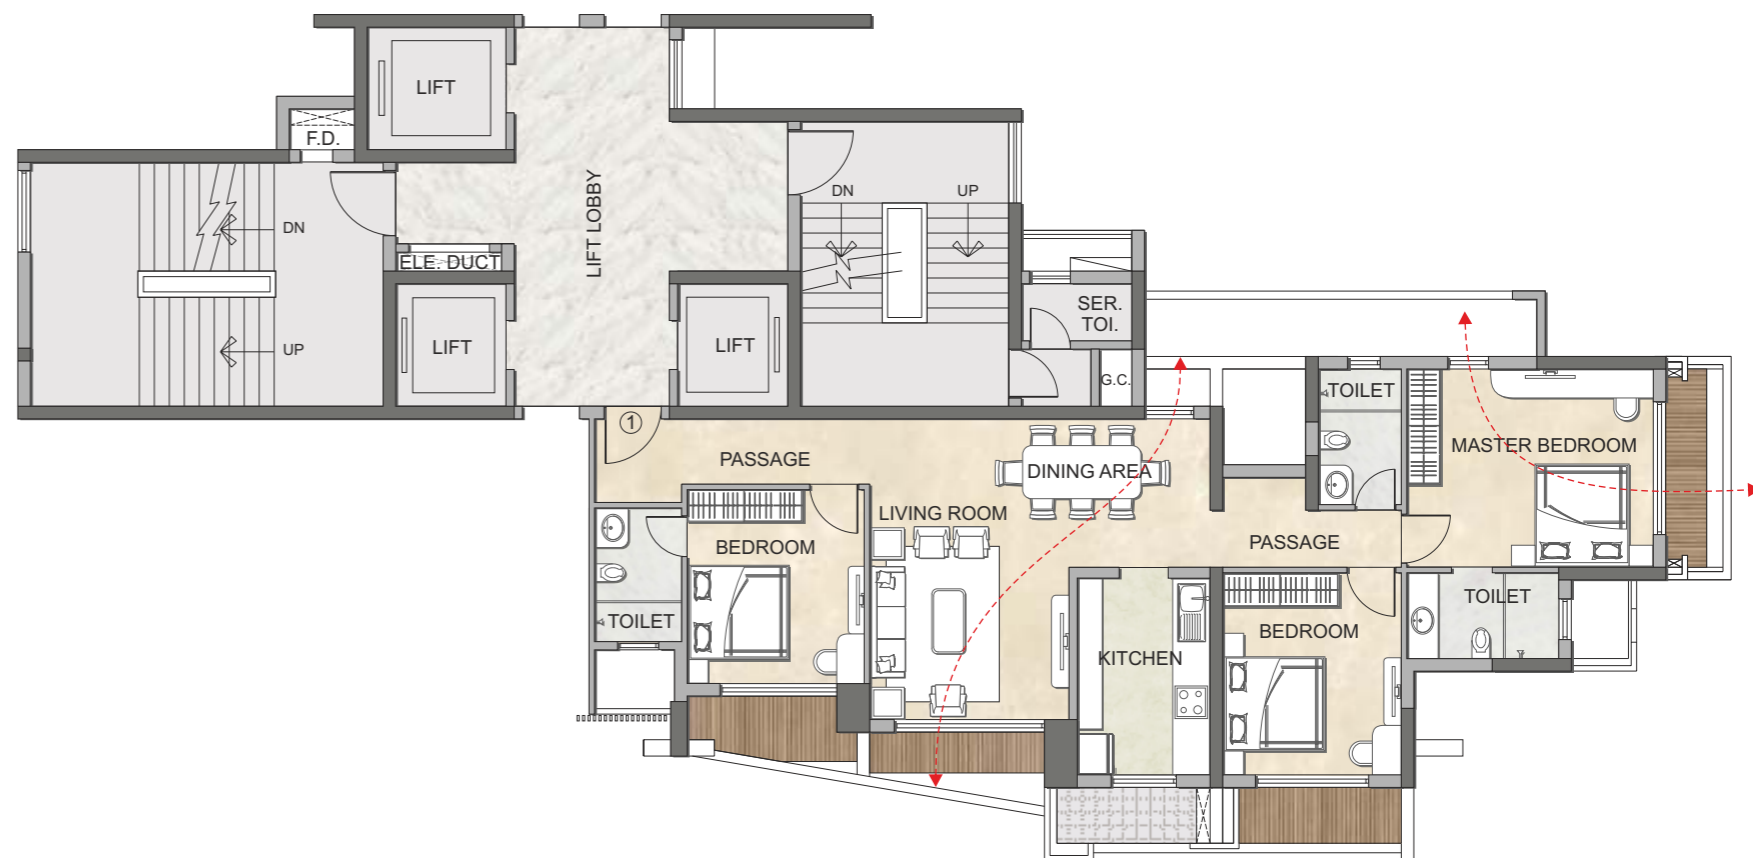 LIFT
F.D.
LIFT LOBBY
DN
UP
DN
ELE. DUCT
SER.
TOI.
UP
LIFT
LIFT
G.C.
TOILET
1
PASSAGE
DINING AREA
MASTER BEDROOM
LIVING ROOM
BEDROOM
PASSAGE
TOILET
TOILET
BEDROOM
KITCHEN